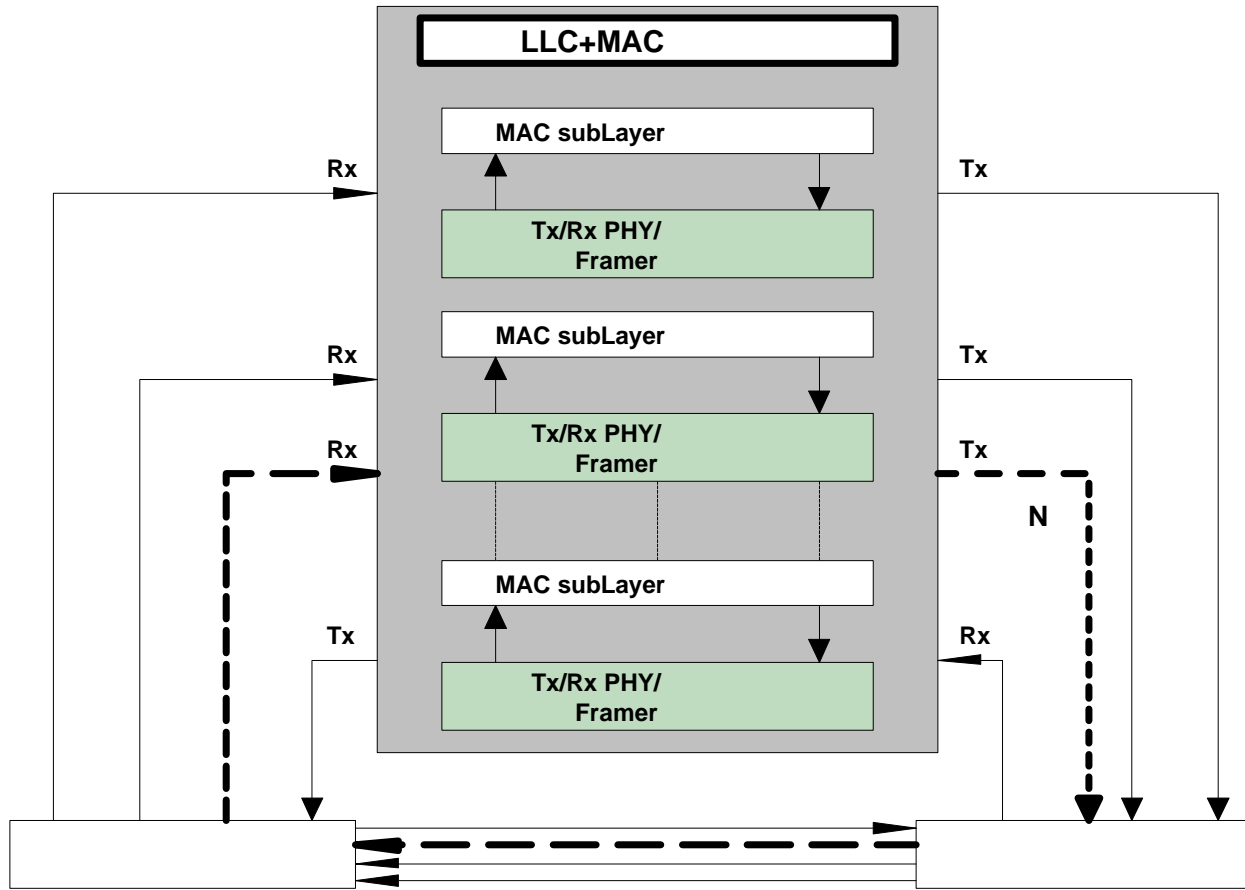 LLC+MAC
MAC subLayer
Rx
Tx
Tx/Rx PHY/
Framer
MAC subLayer
Rx
Tx
Tx/Rx PHY/
Framer
Rx
Tx
N
MAC subLayer
Tx
Rx
Tx/Rx PHY/
Framer